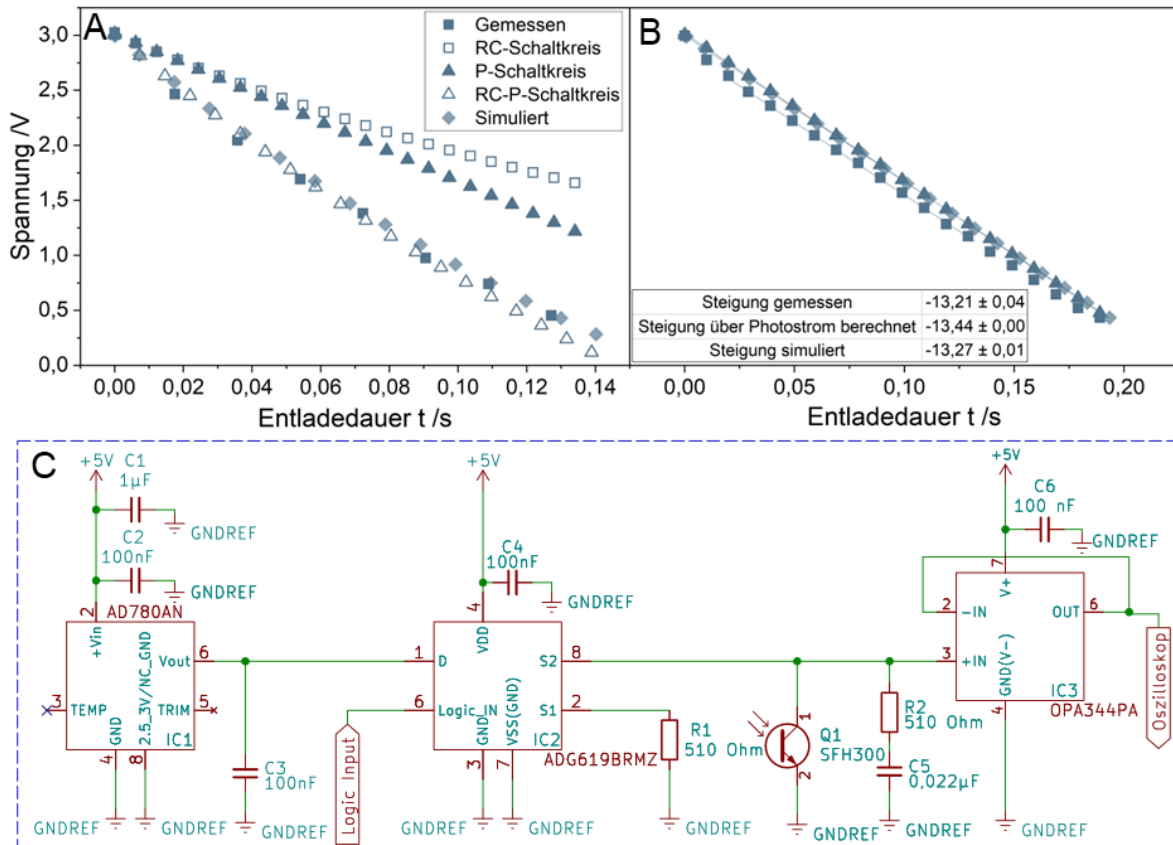 A
Gemessen
RC-Schaltkreis
P-Schaltkreis
RC-P-Schaltkreis
Simuliert
Spannung /V
3,0
2,5
2,0
1,5
1,0
0,5
0,0
0,00 0,02 0,04 0,06 0,08 0,10 0,12 0,14
Entladedauer t /s
B
Steigung gemessen -13,21 ± 0,04
Steigung über Photostrom berechnet -13,44 ± 0,00
Steigung simuliert -13,27 ± 0,01
0,00 0,05 0,10 0,15 0,20
Entladedauer t /s
C
+5V
C1
1µF
GNDREF
C2
100nF
GNDREF
2
AD780AN
+Vin
Vout
6
2.5_3V/NC_GND
3
TEMP
TRIM
5
GND
IC1
4
8
GNDREF
GNDREF
C3
100nF
GNDREF
Logic Input
+5V
C4
100nF
GNDREF
4
VDD
1
D
S2
8
6
Logic_IN
S1
2
GND
VSS(GND)
IC2
ADG619BRMZ
3
7
GNDREF
R1
510 Ohm
GNDREF
1
Q1
SFH300
2
GNDREF
R2
510 Ohm
C5
0,022µF
GNDREF
+5V
C6
100 nF
GNDREF
7
V+
2
-IN
OUT
6
3
+IN
GND(V-)
IC3
OPA344PA
4
GNDREF
Oszilloskop